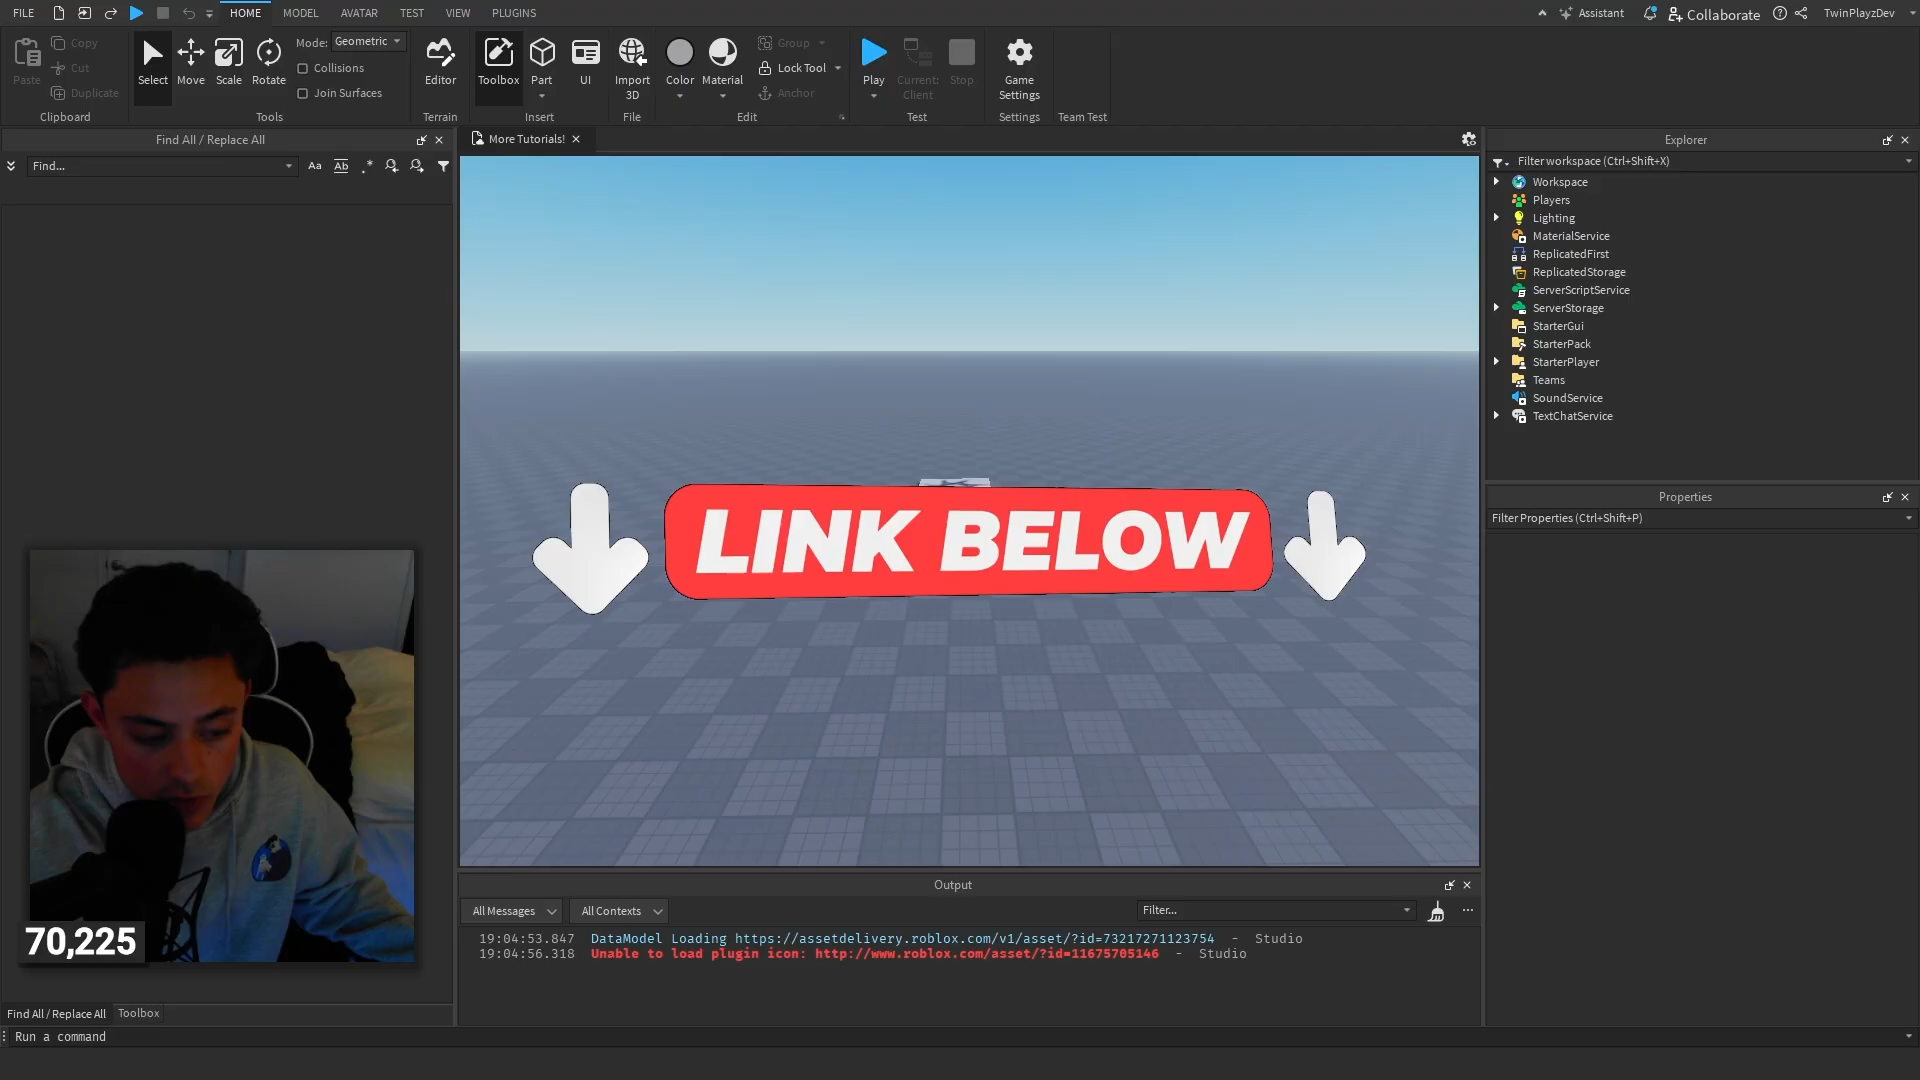 FILE HOME MODEL AVATAR TEST VIEW PLUGINS Assistant Collaborate TwinPlayzDev
Paste Copy Cut Duplicate Clipboard
Select Move Scale Rotate Mode: Geometric Collisions Join Surfaces Tools
Editor Terrain
Toolbox Part UI Insert
Import 3D File
Color Material Group Lock Tool Anchor Edit
Play Current: Client Stop Test
Game Settings Settings
Team Test
Find All / Replace All
Find... Aa Ab .*
More Tutorials!
LINK BELOW
70,225
Find All / Replace All Toolbox
Output
All Messages All Contexts Filter...
19:04:53.847 DataModel Loading https://assetdelivery.roblox.com/v1/asset/?id=73217271123754 - Studio
19:04:56.318 Unable to load plugin icon: http://www.roblox.com/asset/?id=11675705146 - Studio
Explorer
Filter workspace (Ctrl+Shift+X)
Workspace
Players
Lighting
MaterialService
ReplicatedFirst
ReplicatedStorage
ServerScriptService
ServerStorage
StarterGui
StarterPack
StarterPlayer
Teams
SoundService
TextChatService
Properties
Filter Properties (Ctrl+Shift+P)
Run a command